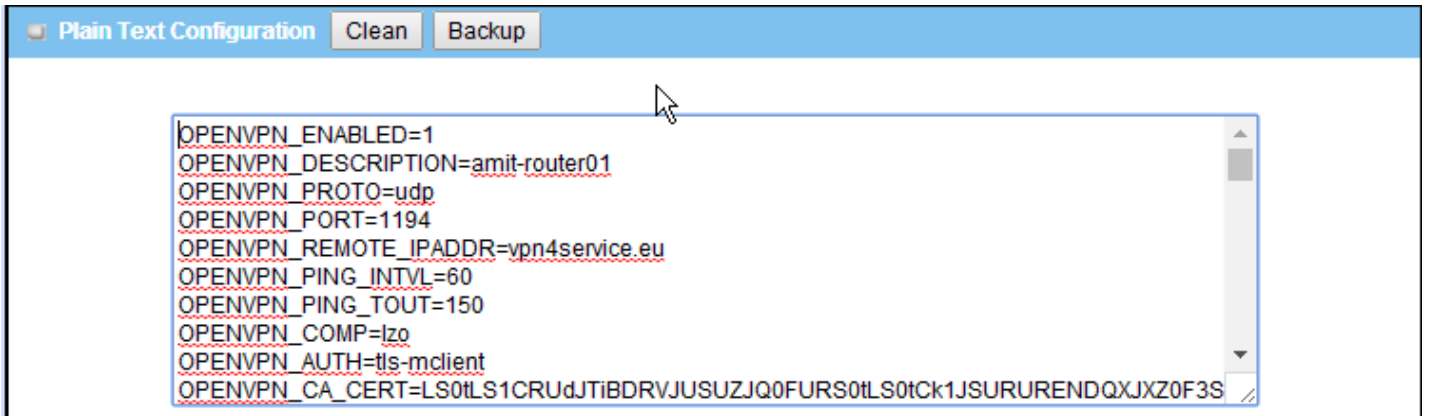 Plain Text Configuration Clean Backup
OPENVPN_ENABLED=1
OPENVPN_DESCRIPTION=amit-router01
OPENVPN_PROTO=udp
OPENVPN_PORT=1194
OPENVPN_REMOTE_IPADDR=vpn4service.eu
OPENVPN_PING_INTVL=60
OPENVPN_PING_TOUT=150
OPENVPN_COMP=lzo
OPENVPN_AUTH=tls-mclient
OPENVPN_CA_CERT=LS0tLS1CRUdJTiBDRVJUSUZJQ0FURS0tLS0tCk1JSURURENDQXJXZ0F3S